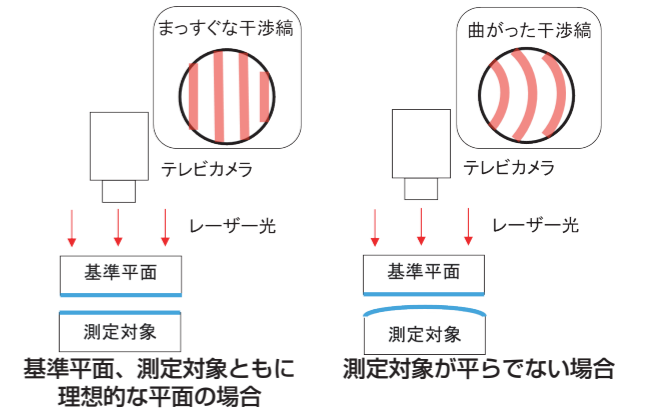 まっすぐな干渉縞
テレビカメラ
レーザー光
基準平面
測定対象
基準平面、測定対象ともに
理想的な平面の場合
曲がった干渉縞
テレビカメラ
レーザー光
基準平面
測定対象
測定対象が平らでない場合